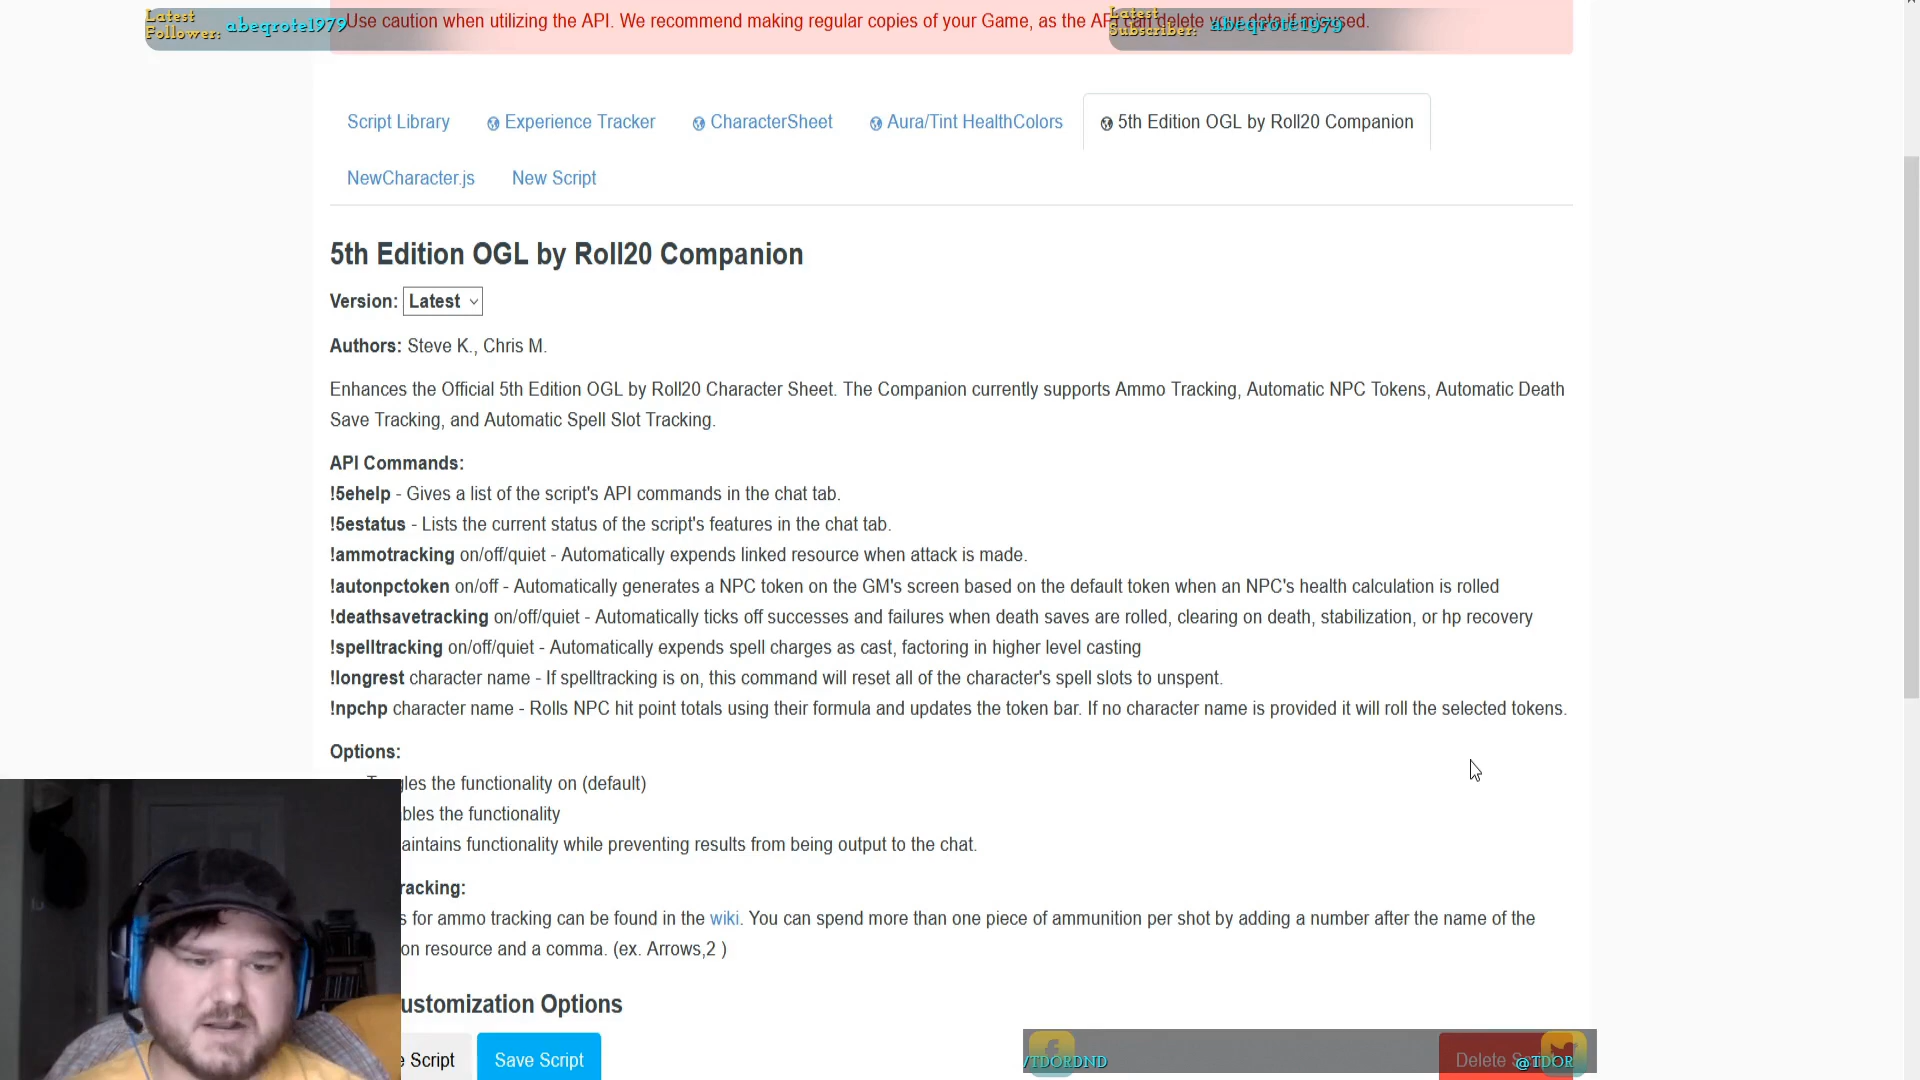 Use caution when utilizing the API. We recommend making regular copies of your Game, as the API can delete your data if misused.
Latest
Follower: abeqrote1979
Latest
Subscriber: abeqrote1979
Script Library Experience Tracker CharacterSheet Aura/Tint HealthColors 5th Edition OGL by Roll20 Companion
NewCharacter.js New Script
5th Edition OGL by Roll20 Companion
Version: Latest
Authors: Steve K., Chris M.
Enhances the Official 5th Edition OGL by Roll20 Character Sheet. The Companion currently supports Ammo Tracking, Automatic NPC Tokens, Automatic Death
Save Tracking, and Automatic Spell Slot Tracking.
API Commands:
!5ehelp - Gives a list of the script's API commands in the chat tab.
!5estatus - Lists the current status of the script's features in the chat tab.
!ammotracking on/off/quiet - Automatically expends linked resource when attack is made.
!autonpctoken on/off - Automatically generates a NPC token on the GM's screen based on the default token when an NPC's health calculation is rolled
!deathsavetracking on/off/quiet - Automatically ticks off successes and failures when death saves are rolled, clearing on death, stabilization, or hp recovery
!spelltracking on/off/quiet - Automatically expends spell charges as cast, factoring in higher level casting
!longrest character name - If spelltracking is on, this command will reset all of the character's spell slots to unspent.
!npchp character name - Rolls NPC hit point totals using their formula and updates the token bar. If no character name is provided it will roll the selected tokens.
Options:
gles the functionality on (default)
bles the functionality
aintains functionality while preventing results from being output to the chat.
racking:
s for ammo tracking can be found in the wiki. You can spend more than one piece of ammunition per shot by adding a number after the name of the
on resource and a comma. (ex. Arrows,2 )
ustomization Options
e Script Save Script Delete
/TDORDND @TDOR